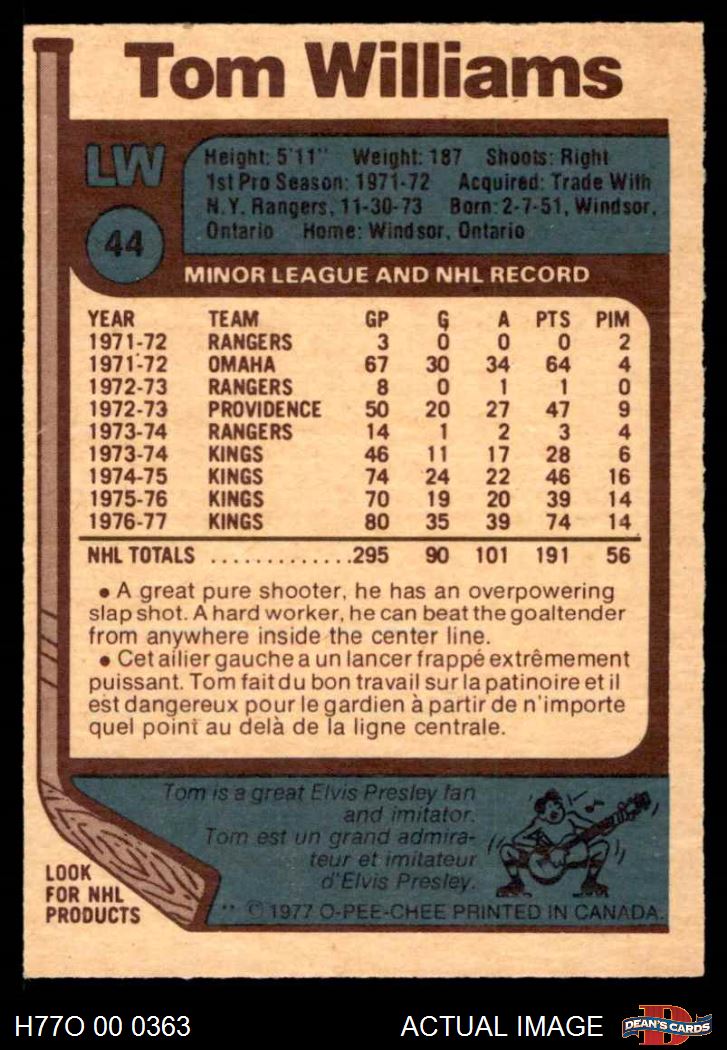 Tom Williams
LW
44
Height: 5'11" Weight: 187 Shoots: Right
1st Pro Season: 1971-72 Acquired: Trade With
N.Y. Rangers, 11-30-73 Born: 2-7-51, Windsor,
Ontario Home: Windsor, Ontario
MINOR LEAGUE AND NHL RECORD
YEAR TEAM GP G A PTS PIM
1971-72 RANGERS 3 0 0 0 2
1971-72 OMAHA 67 30 34 64 4
1972-73 RANGERS 8 0 1 1 0
1972-73 PROVIDENCE 50 20 27 47 9
1973-74 RANGERS 14 1 2 3 4
1973-74 KINGS 46 11 17 28 6
1974-75 KINGS 74 24 22 46 16
1975-76 KINGS 70 19 20 39 14
1976-77 KINGS 80 35 39 74 14
NHL TOTALS .............295 90 101 191 56
• A great pure shooter, he has an overpowering
slap shot. A hard worker, he can beat the goaltender
from anywhere inside the center line.
• Cet ailier gauche a un lancer frappé extrêmement
puissant. Tom fait du bon travail sur la patinoire et il
est dangereux pour le gardien à partir de n'importe
quel point au delà de la ligne centrale.
Tom is a great Elvis Presley fan
and imitator.
Tom est un grand admira-
teur et imitateur
d'Elvis Presley.
LOOK
FOR NHL
PRODUCTS
** © 1977 O-PEE-CHEE PRINTED IN CANADA.
H77O 00 0363
ACTUAL IMAGE
D
DEAN'S CARDS